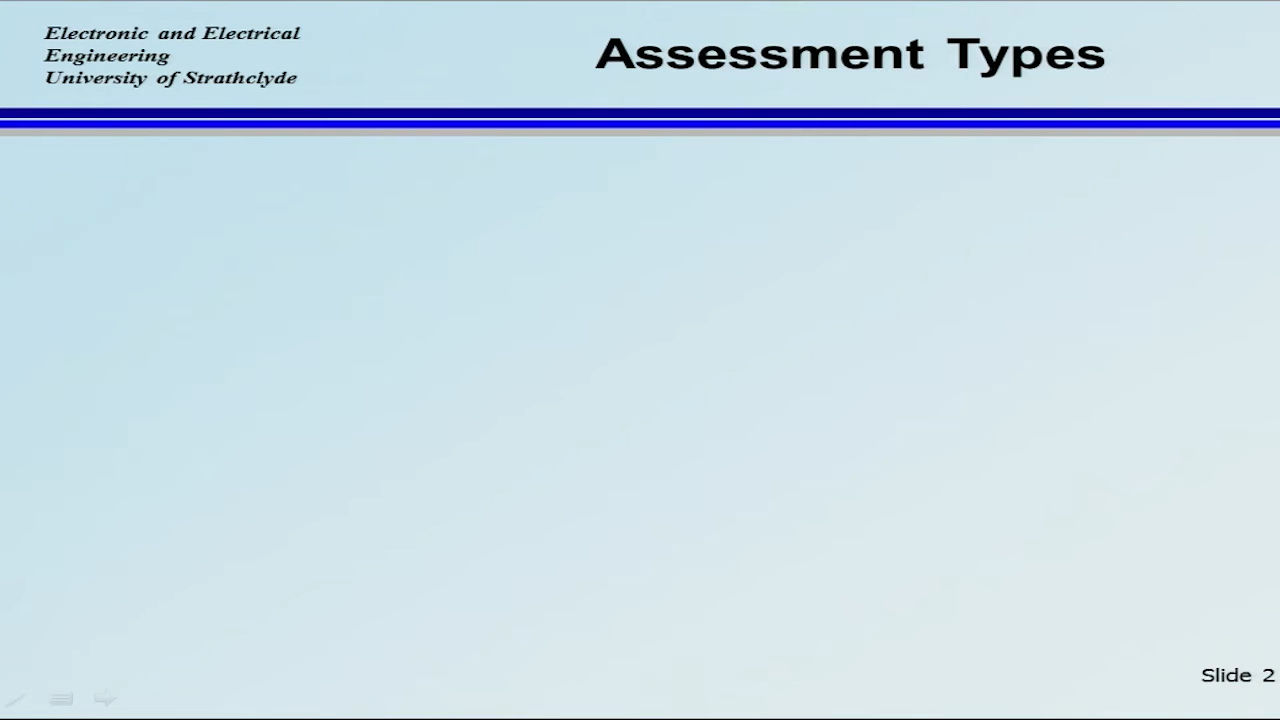 Electronic and Electrical
Engineering
University of Strathclyde
Assessment Types
Slide 2